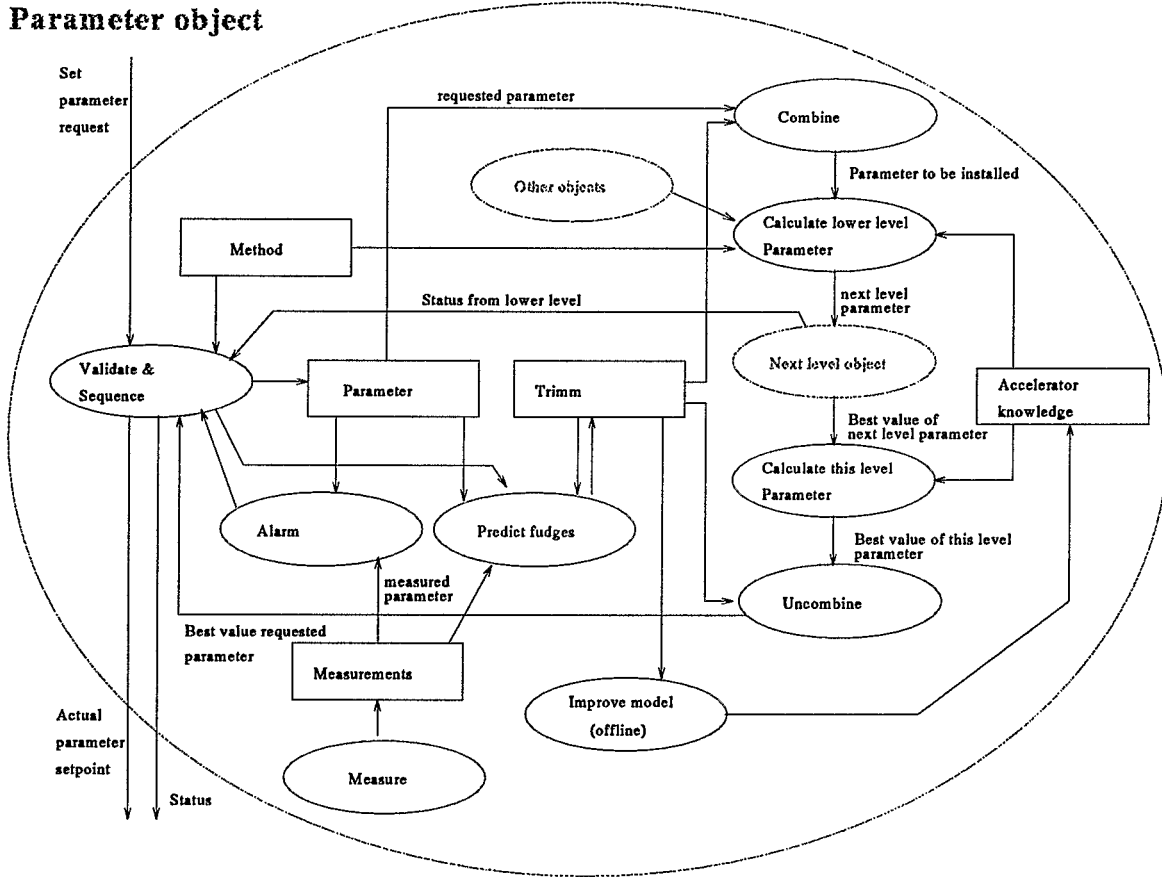 Parameter object
Set
parameter
request
requested parameter
Combine
Other objects
Parameter to be installed
Calculate lower level
Parameter
Method
next level
parameter
Status from lower level
Validate &
Sequence
Parameter
Trimm
Next level object
Accelerator
knowledge
Best value of
next level parameter
Calculate this level
Parameter
Alarm
Predict fudges
Best value of this level
parameter
measured
parameter
Uncombine
Best value requested
parameter
Measurements
Improve model
(offline)
Actual
parameter
setpoint
Measure
Status